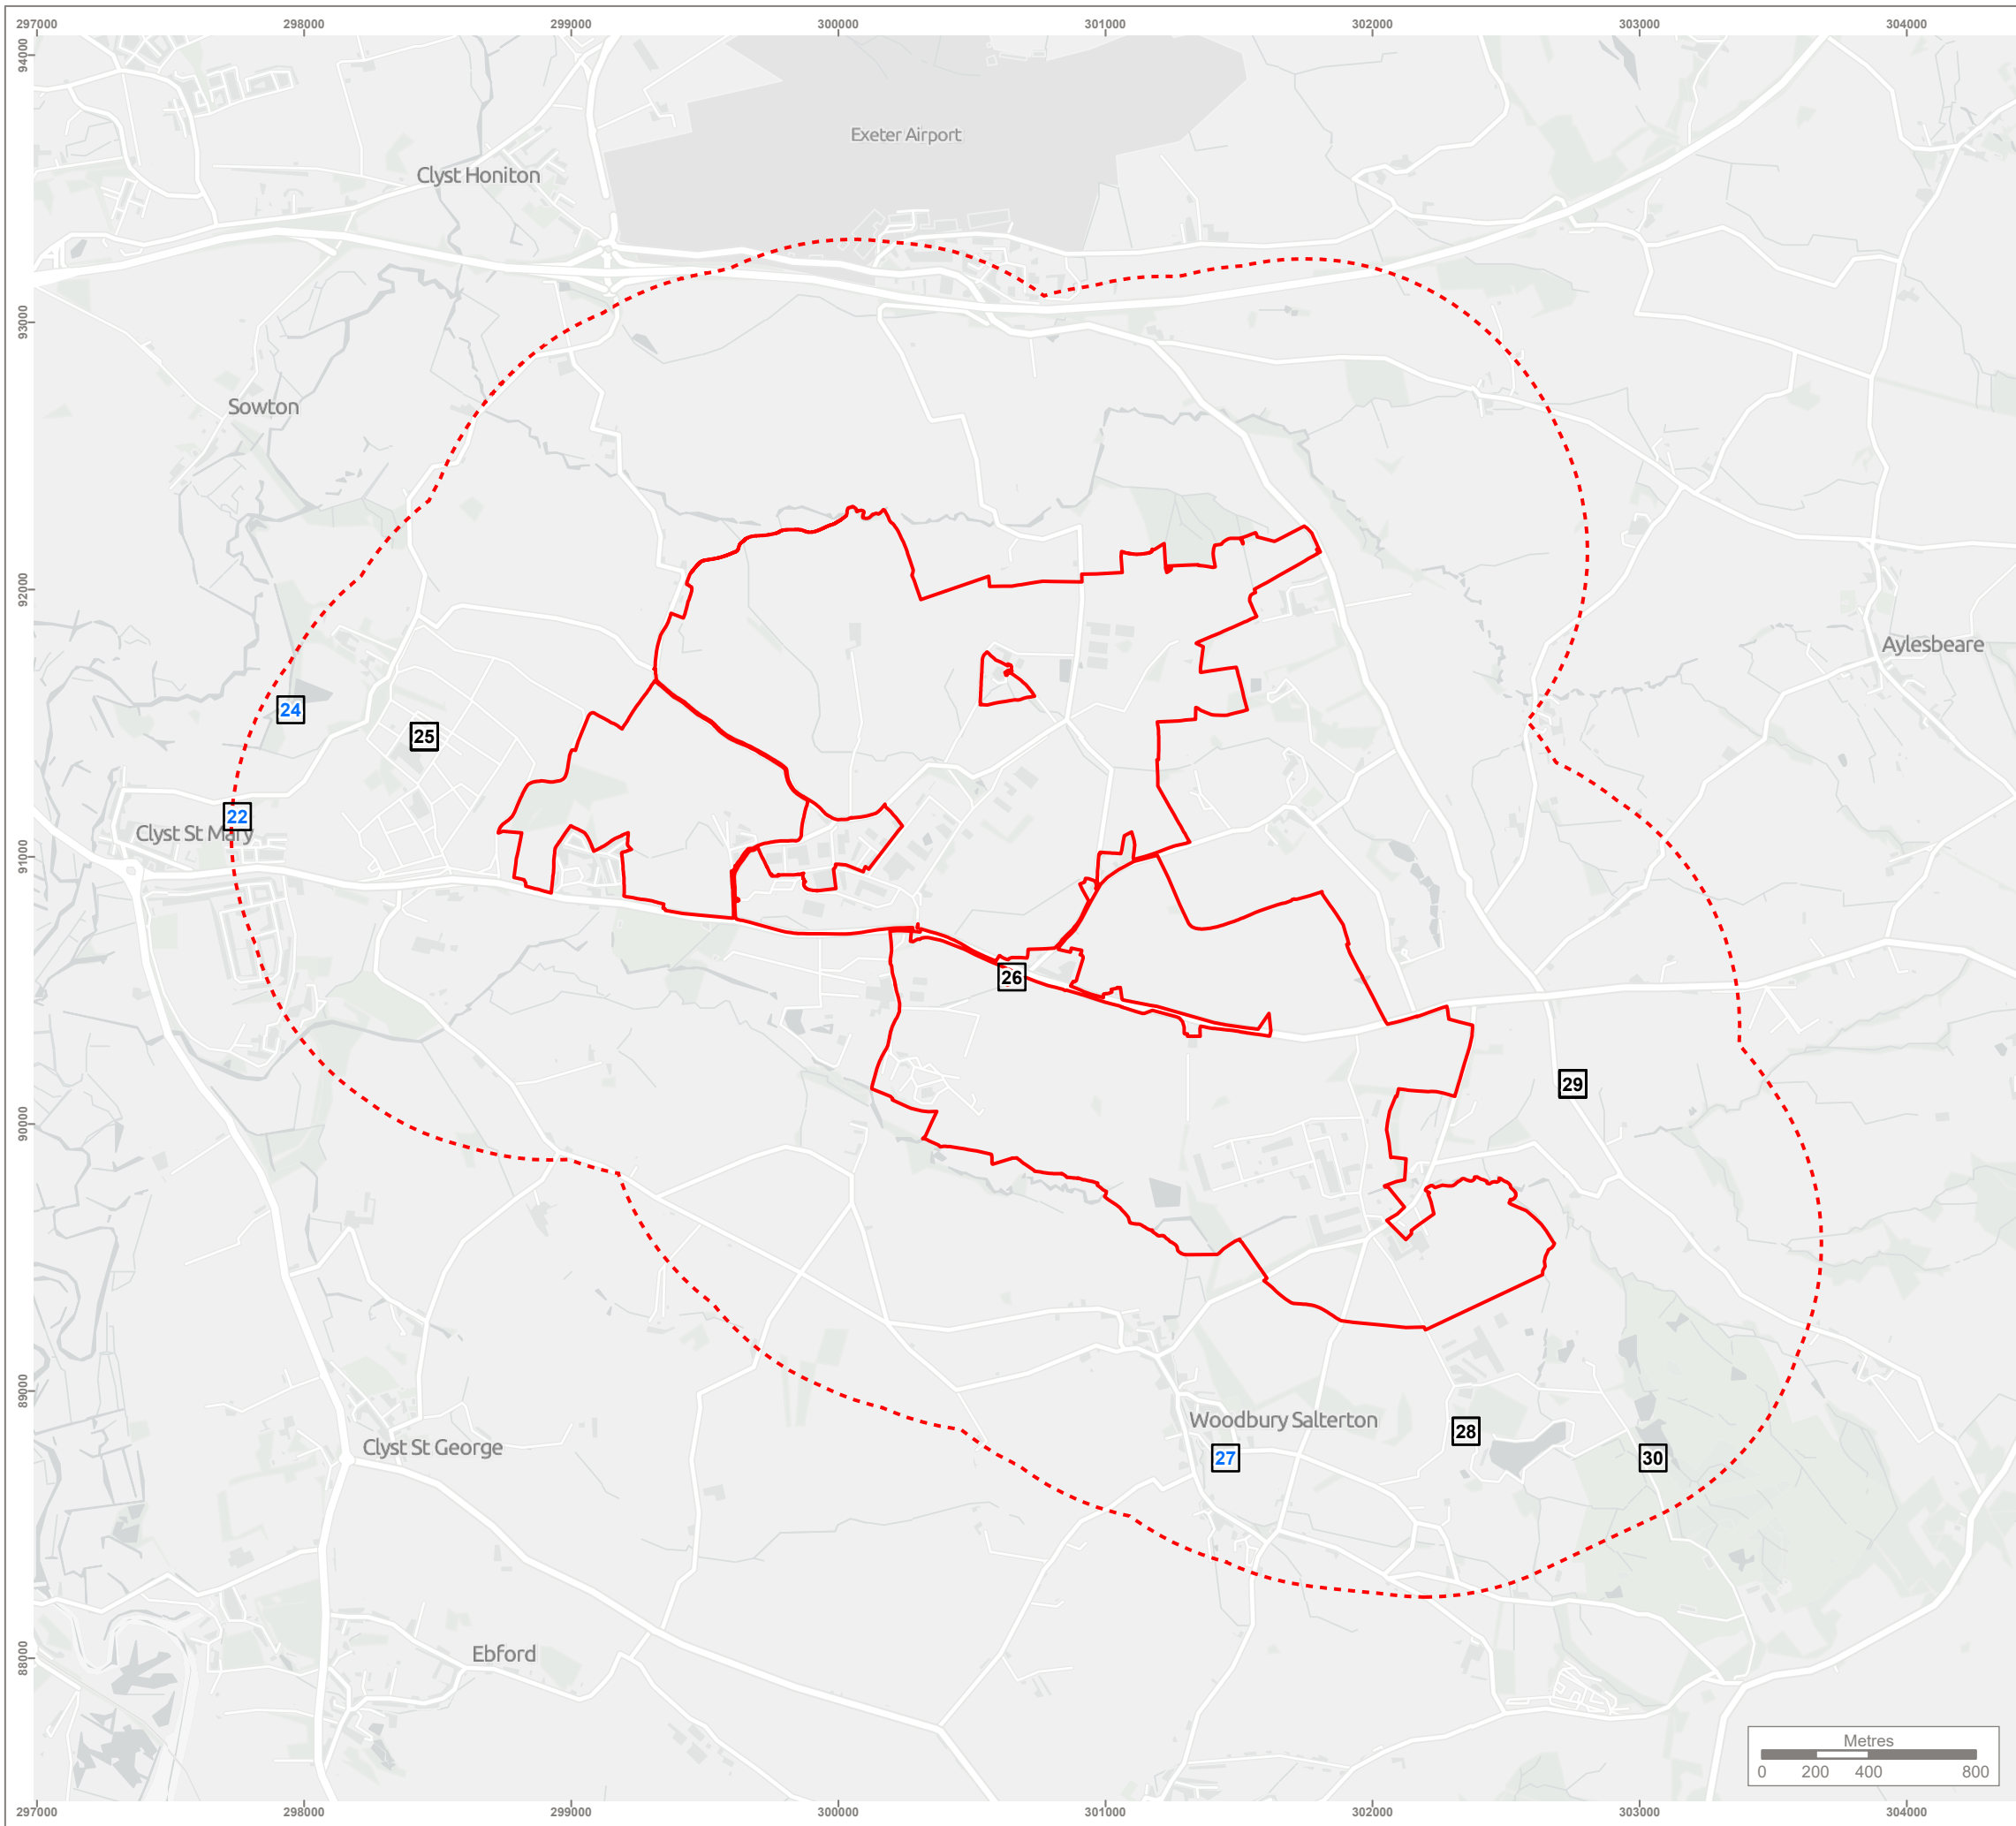 297000 298000 299000 300000 301000 302000 303000 304000
94000
Exeter Airport
Clyst Honiton
93000
Sowton
92000
Aylesbeare
24
25
22
Clyst St Mary
91000
26
29
90000
89000
Woodbury Salterton
28
Clyst St George
27
30
Ebford
88000
Metres
0 200 400 800
297000 298000 299000 300000 301000 302000 303000 304000